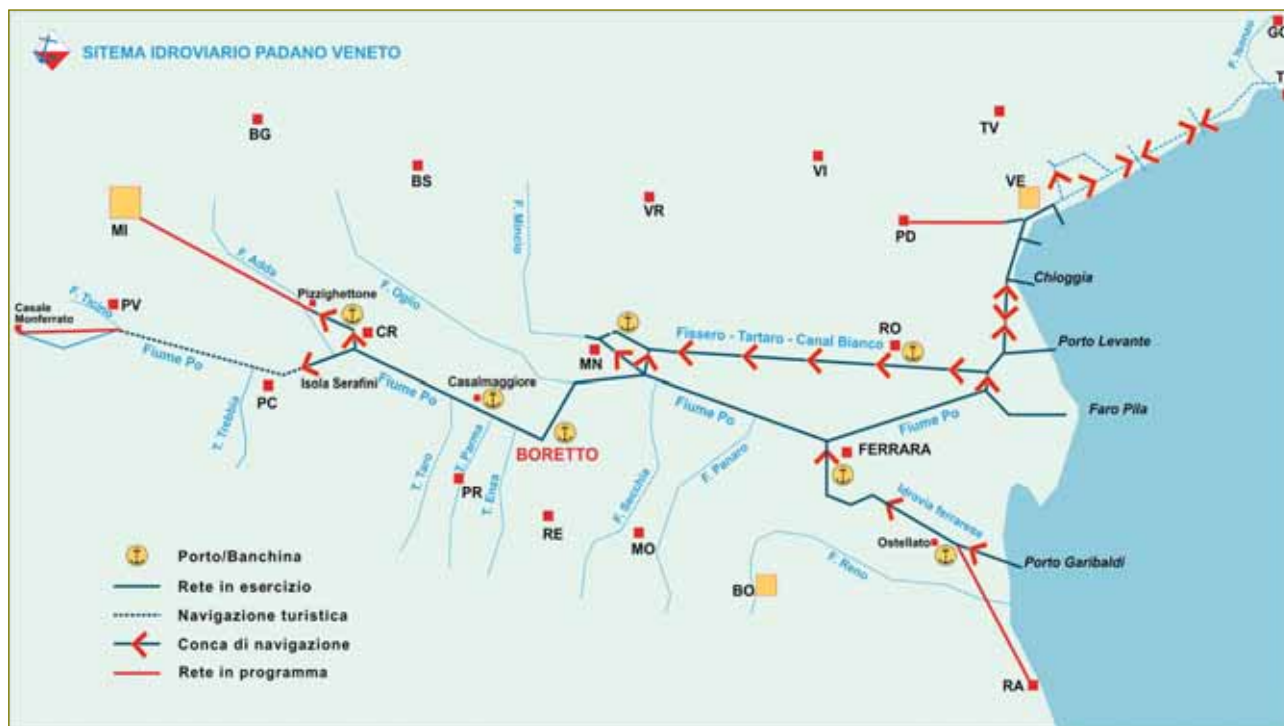 SITEMA IDROVIARIO PADANO VENETO
F. Isonzo
BG
BS
VR
VI
TV
VE
PD
MI
F. Adda
F. Oglio
F. Mincio
Pizzighettone
CR
Casale
Monferrato
F. Ticino
PV
Fiume Po
PC
Isola Serafini
T. Trebbia
Fiume Po
Casalmaggiore
MN
Fissero - Tartaro - Canal Bianco
RO
Chioggia
Porto Levante
Faro Pila
Fiume Po
Fiume Po
BORETTO
FERRARA
T. Taro
T. Parma
T. Enza
PR
RE
F. Secchia
F. Panaro
MO
Idrovia ferraresa
Ostellato
Porto Garibaldi
F. Reno
BO
RA
Porto/Banchina
Rete in esercizio
Navigazione turistica
Conca di navigazione
Rete in programma